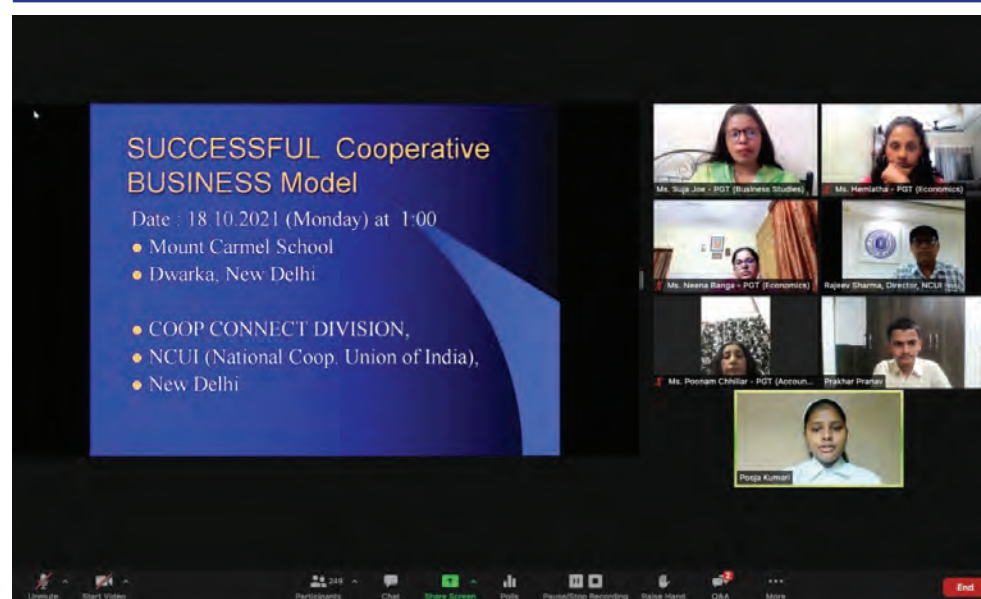 SUCCESSFUL Cooperative
BUSINESS Model
Date : 18.10.2021 (Monday) at 1:00
Mount Carmel School
Dwarka, New Delhi
COOP CONNECT DIVISION,
NCUI (National Coop. Union of India),
New Delhi
Ms. Suja Joe - PGT (Business Studies)
Ms. Hemlatha - PGT (Economics)
Ms. Neena Banga - PGT (Economics)
Rajeev Sharma, Director, NCUI
Ms. Poonam Chhillar - PGT (Accoun...
Prakhar Pranav
Pooja Kumari
Unmute
Start Video
249
Participants
Chat
Share Screen
Polls
Pause/Stop Recording
Raise Hand
2
Q&A
More
End